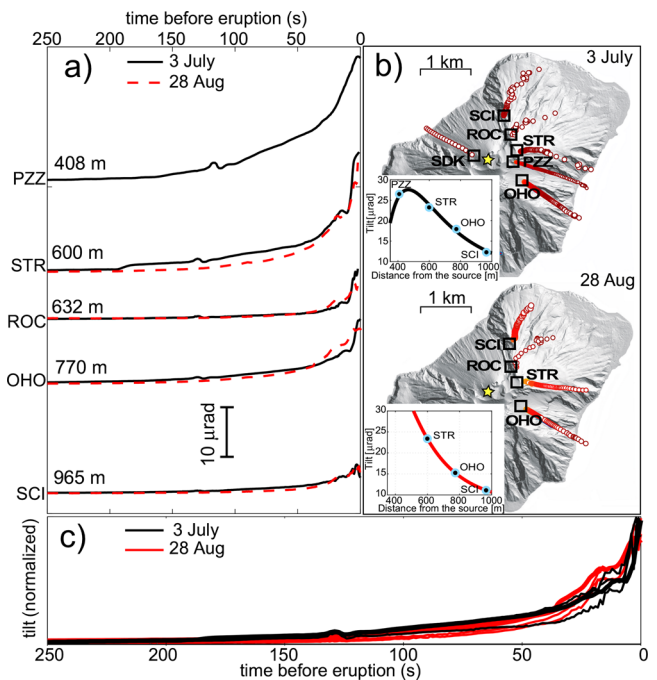 time before eruption (s)
250 200 150 100 50 0
a)
3 July
28 Aug
408 m
PZZ
600 m
STR
632 m
ROC
770 m
OHO
10 μrad
965 m
SCI
b)
3 July
1 km
SCI
ROC
STR
SDK
PZZ
OHO
30
25
20
15
10
Tilt[μrad]
PZZ
STR
OHO
SCI
400 600 800 1000
Distance from the source [m]
28 Aug
1 km
SCI
ROC
STR
OHO
30
25
20
15
10
Tilt[μrad]
STR
OHO
SCI
400 600 800 1000
Distance from the source [m]
c)
3 July
28 Aug
tilt (normalized)
250 200 150 100 50 0
time before eruption (s)